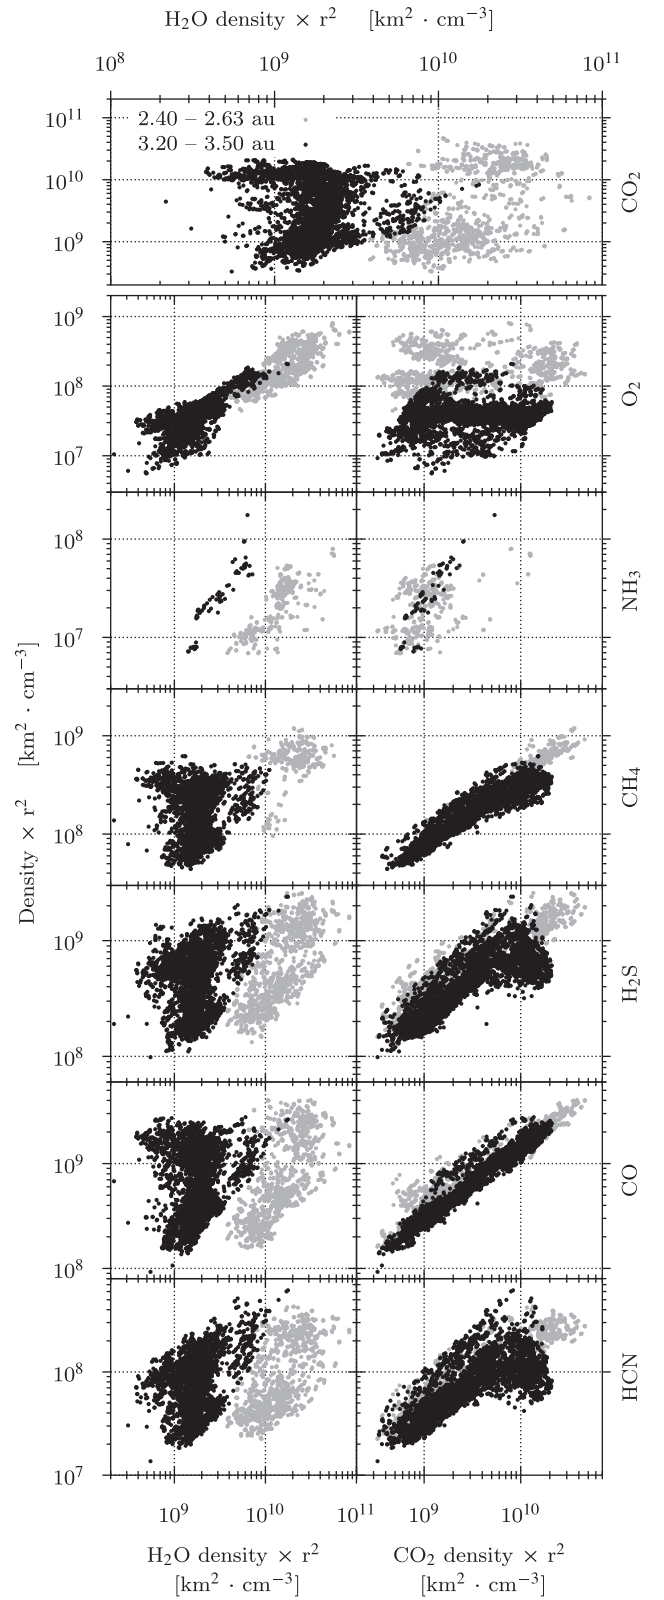 H₂O density × r² [km² · cm⁻³]
10⁸ 10⁹ 10¹⁰ 10¹¹
2.40 – 2.63 au
3.20 – 3.50 au
10¹¹
10¹⁰
10⁹
CO₂
10⁹
10⁸
10⁷
O₂
10⁸
10⁷
NH₃
Density × r² [km² · cm⁻³]
10⁹
10⁸
CH₄
10⁹
10⁸
H₂S
10⁹
10⁸
CO
10⁸
10⁷
HCN
10⁹ 10¹⁰ 10¹¹ 10⁹ 10¹⁰
H₂O density × r²
[km² · cm⁻³]
CO₂ density × r²
[km² · cm⁻³]